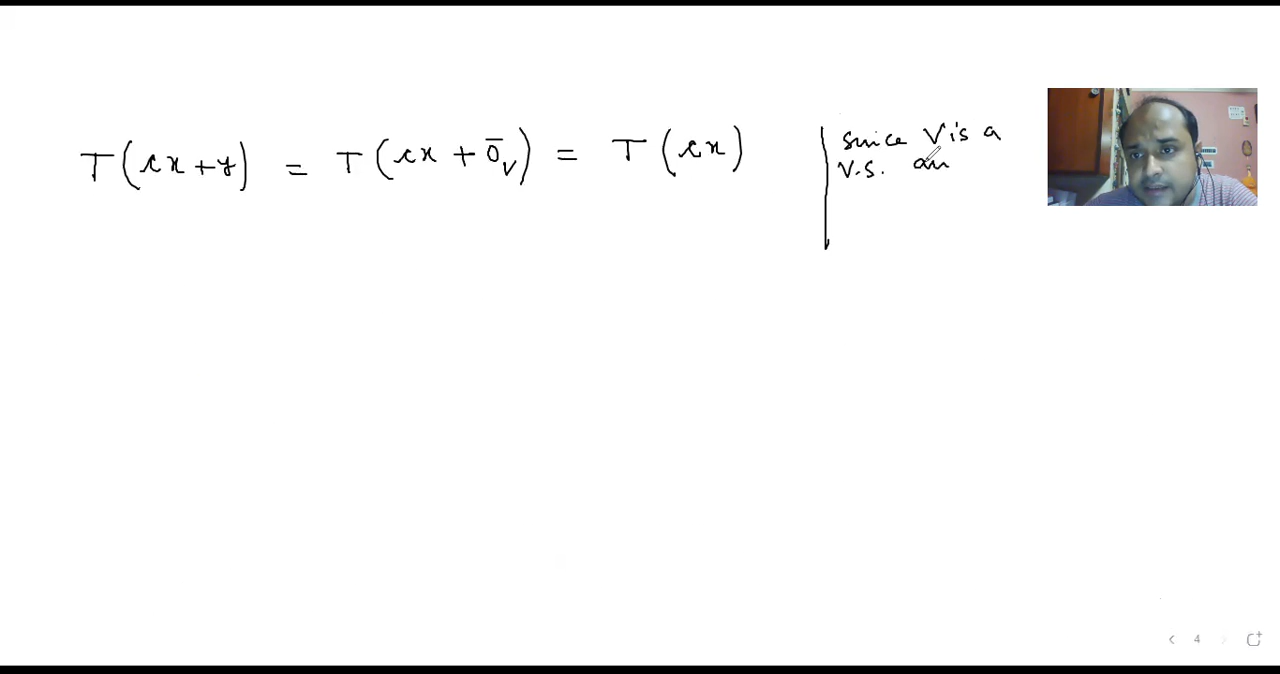 T(cx+y) = T(cx + 0̅_V) = T(cx)
since V is a
V.S. an
4